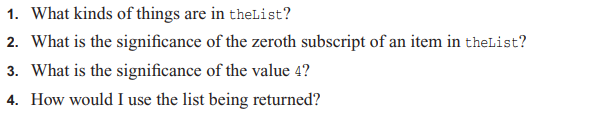 1. What kinds of things are in theList?
2. What is the significance of the zeroth subscript of an item in theList?
3. What is the significance of the value 4?
4. How would I use the list being returned?